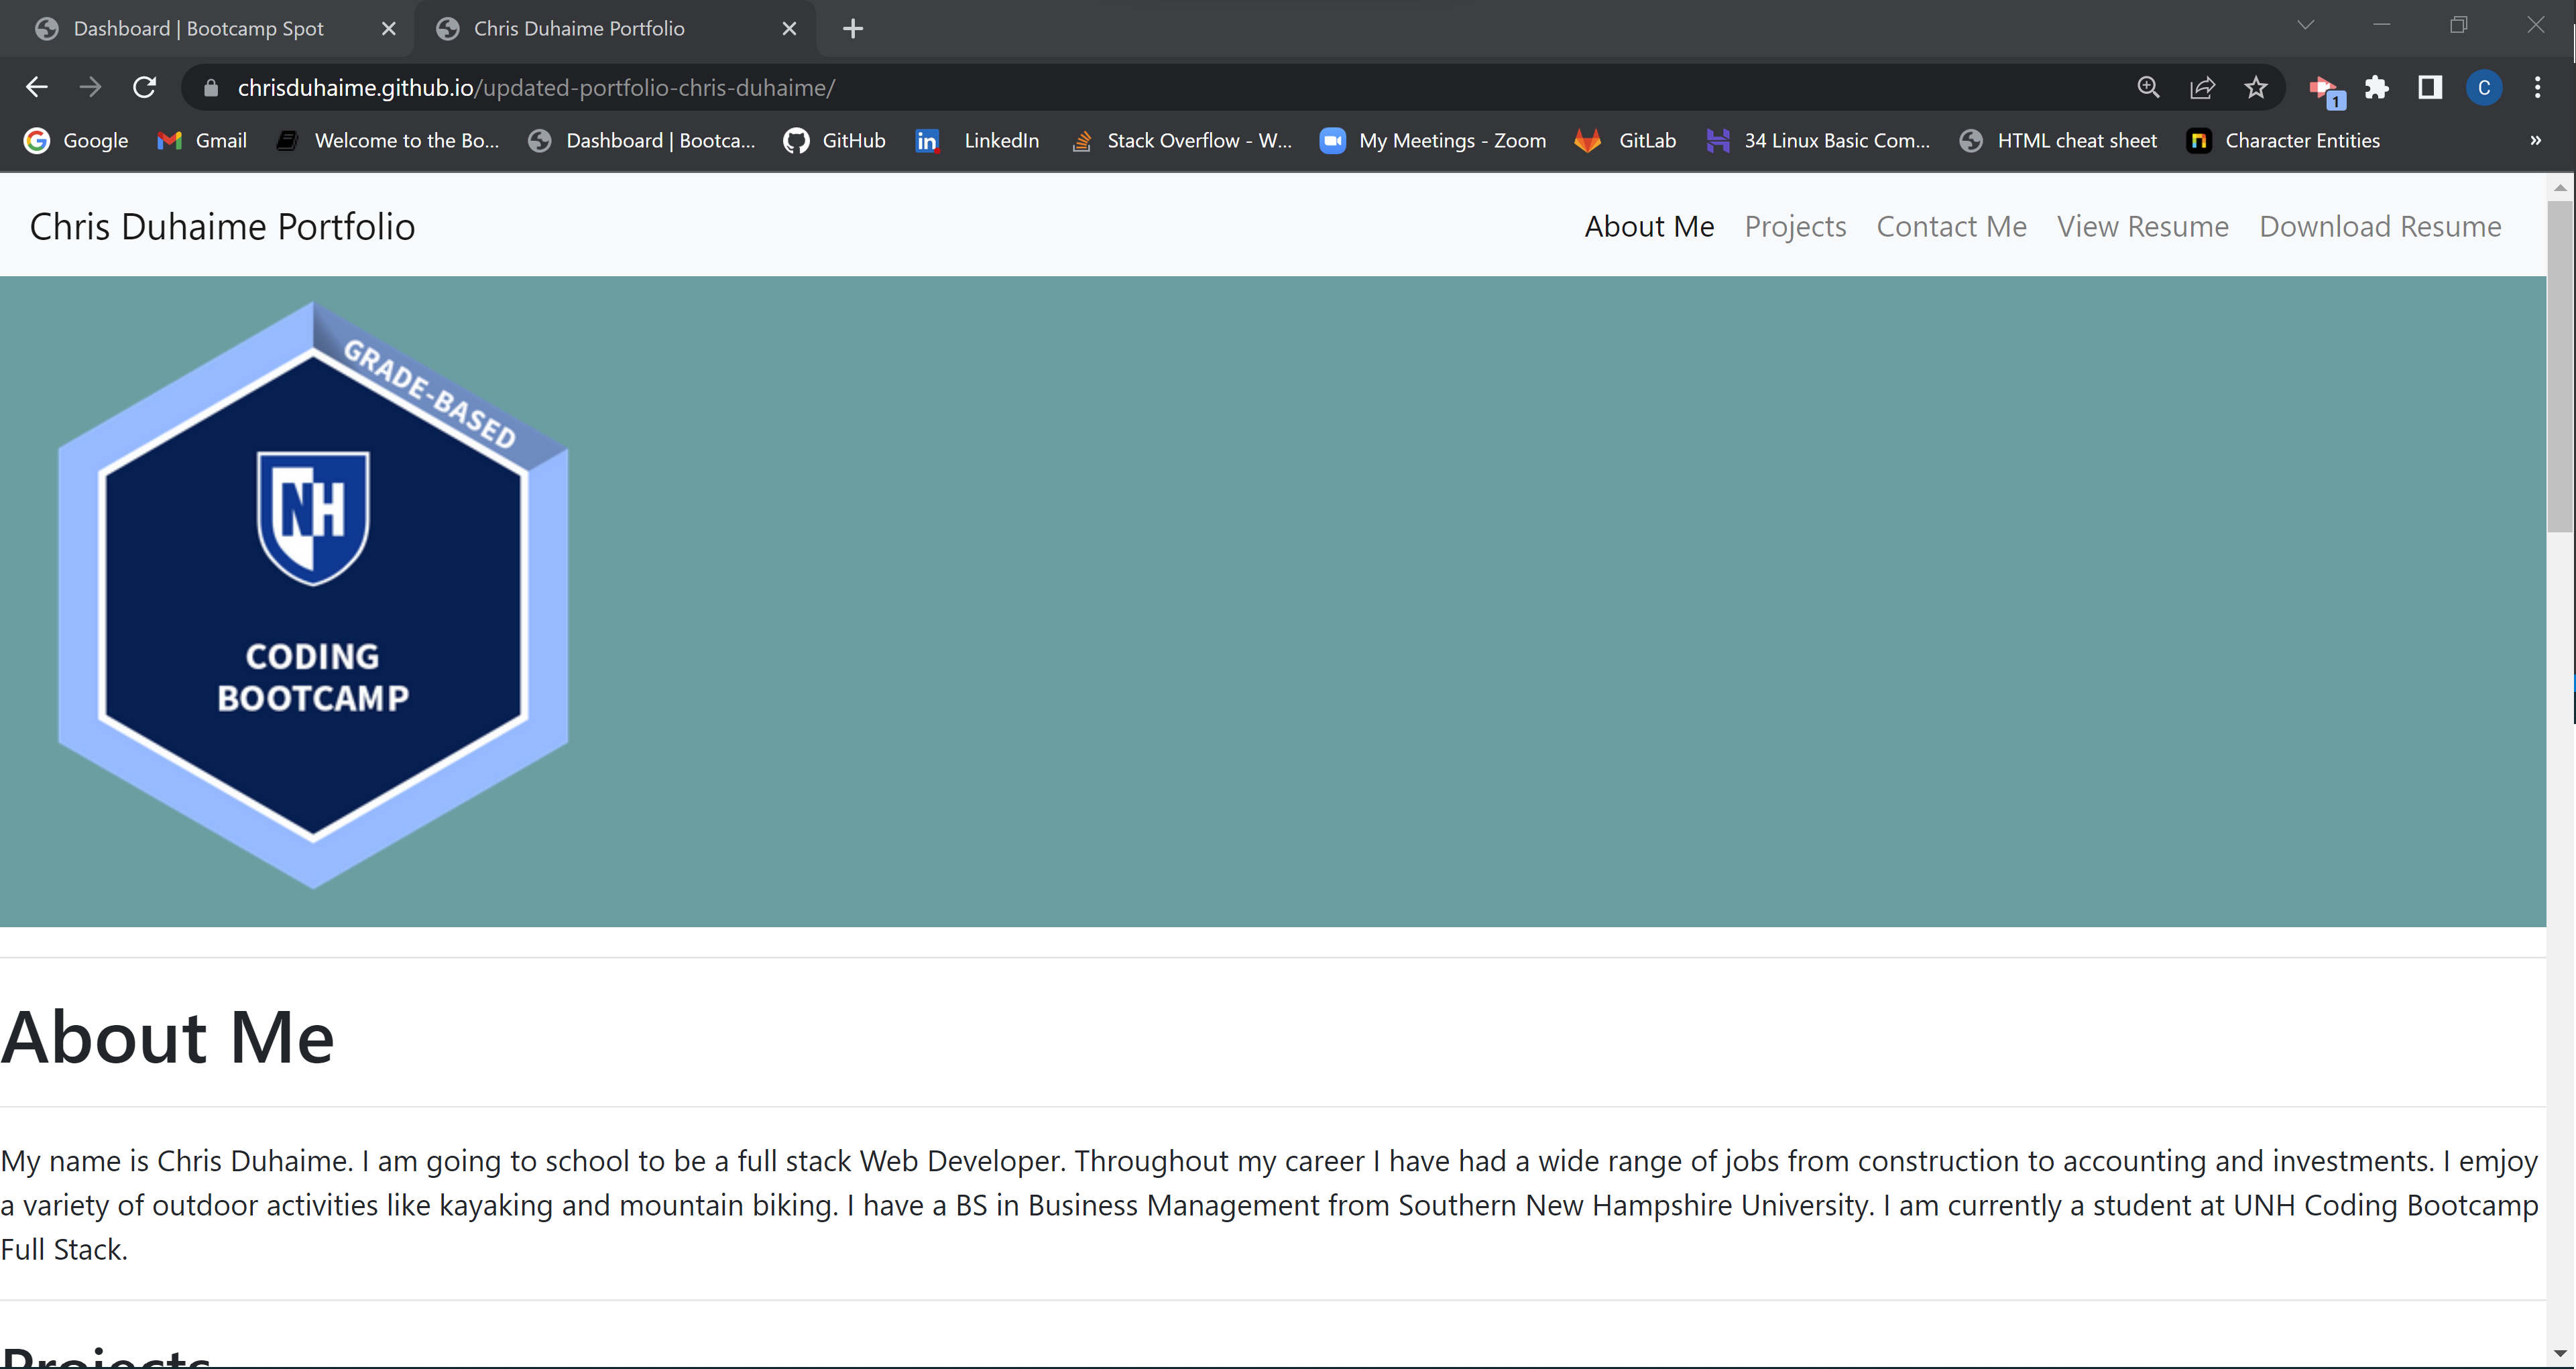 Dashboard | Bootcamp Spot
Chris Duhaime Portfolio
chrisduhaime.github.io/updated-portfolio-chris-duhaime/
1
C
Google
Gmail
Welcome to the Bo...
Dashboard | Bootca...
GitHub
in
LinkedIn
Stack Overflow - W...
My Meetings - Zoom
GitLab
34 Linux Basic Com...
HTML cheat sheet
n
Character Entities
»
Chris Duhaime Portfolio
About Me
Projects
Contact Me
View Resume
Download Resume
GRADE-BASED
NH
CODING
BOOTCAMP
About Me
My name is Chris Duhaime. I am going to school to be a full stack Web Developer. Throughout my career I have had a wide range of jobs from construction to accounting and investments. I emjoy
a variety of outdoor activities like kayaking and mountain biking. I have a BS in Business Management from Southern New Hampshire University. I am currently a student at UNH Coding Bootcamp
Full Stack.
Projects